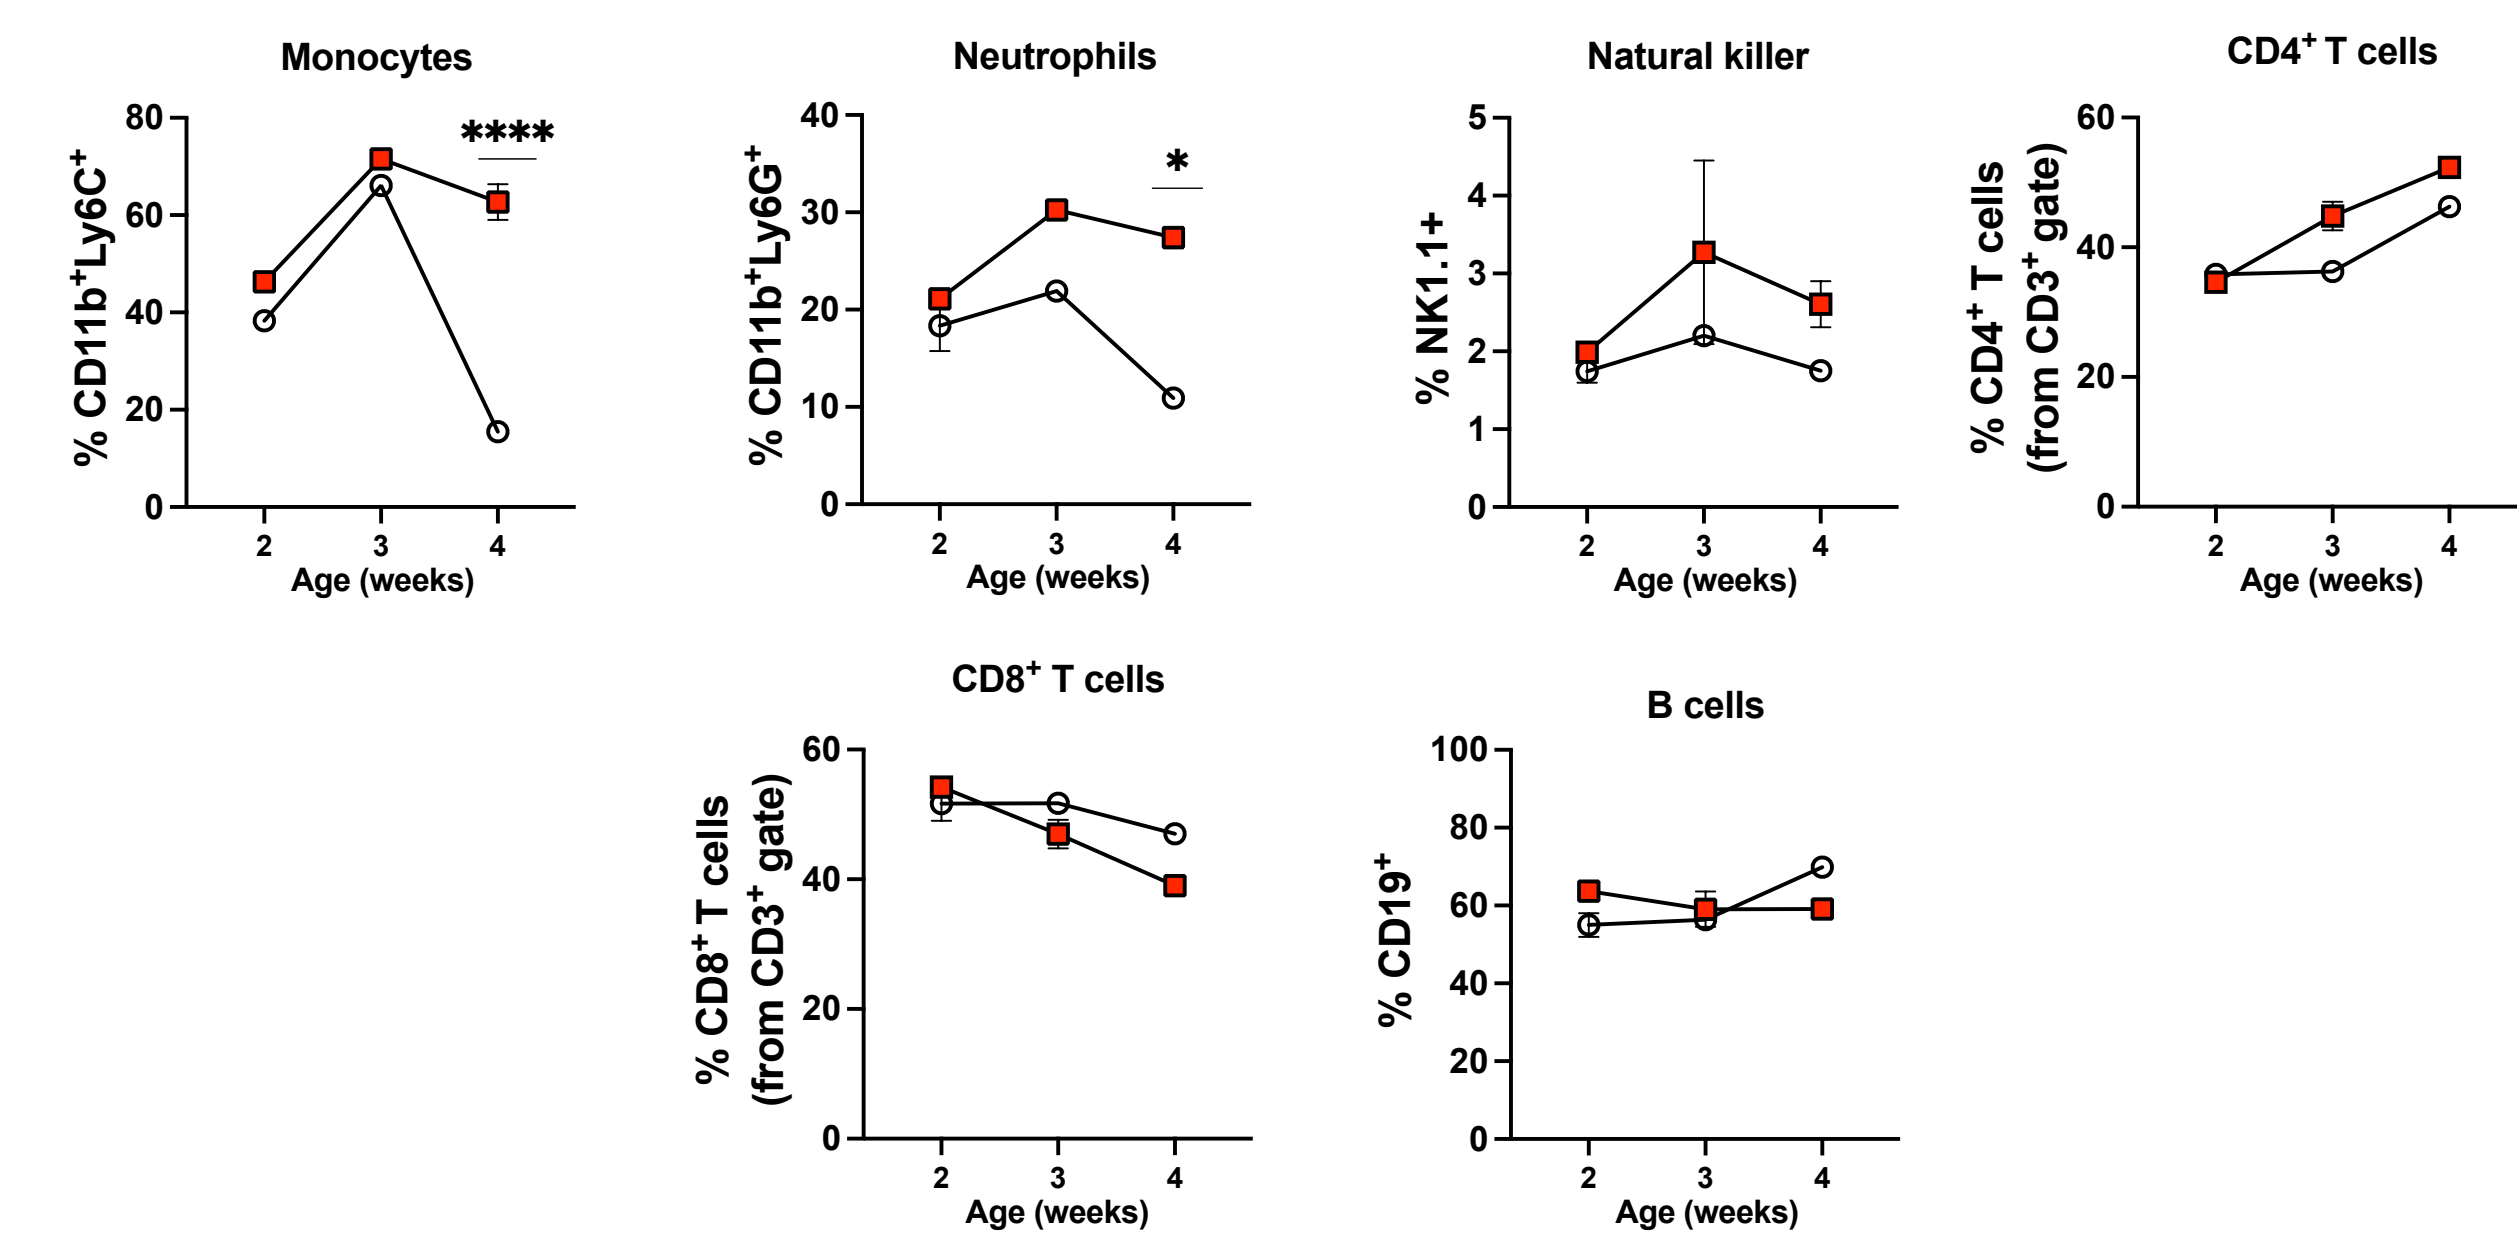 Monocytes
% CD11b⁺Ly6C⁺
80
60
40
20
0
2 3 4
Age (weeks)
****
Neutrophils
% CD11b⁺Ly6G⁺
40
30
20
10
0
2 3 4
Age (weeks)
*
Natural killer
% NK1.1+
5
4
3
2
1
0
2 3 4
Age (weeks)
CD4⁺ T cells
% CD4⁺ T cells
(from CD3⁺ gate)
60
40
20
0
2 3 4
Age (weeks)
CD8⁺ T cells
% CD8⁺ T cells
(from CD3⁺ gate)
60
40
20
0
2 3 4
Age (weeks)
B cells
% CD19⁺
100
80
60
40
20
0
2 3 4
Age (weeks)